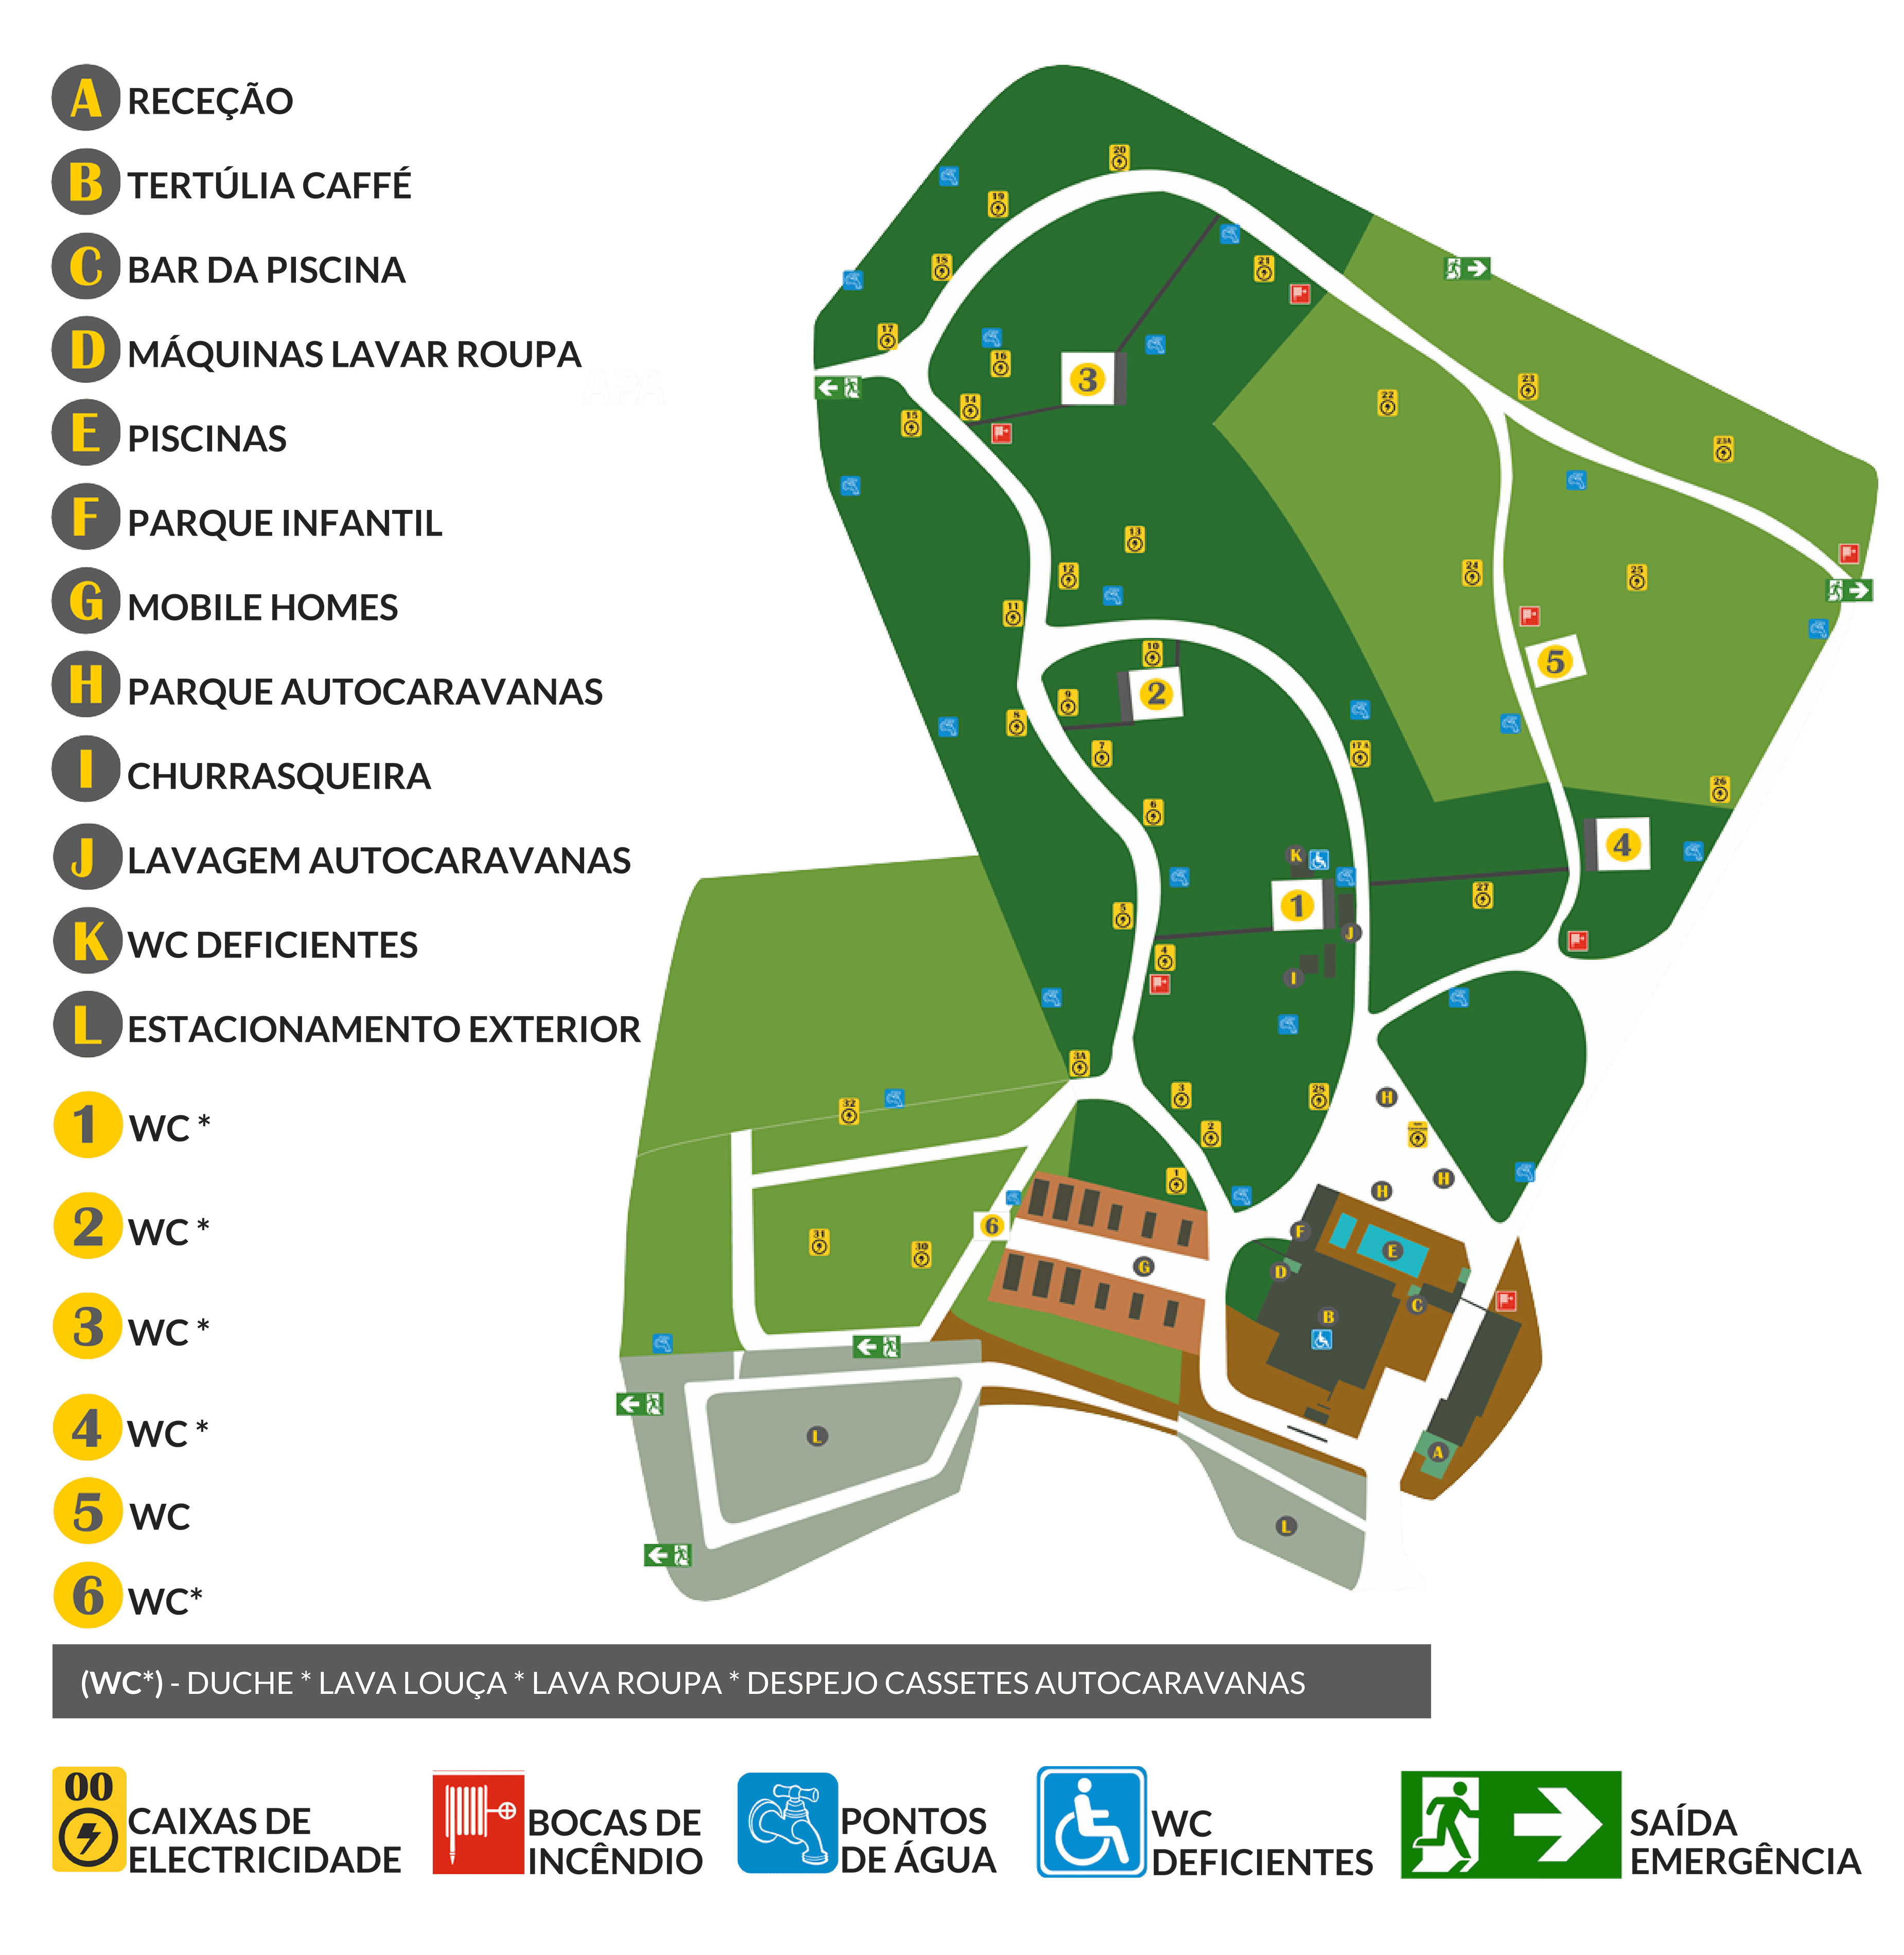 A RECEÇÃO
B TERTÚLIA CAFFÉ
C BAR DA PISCINA
D MÁQUINAS LAVAR ROUPA
E PISCINAS
F PARQUE INFANTIL
G MOBILE HOMES
H PARQUE AUTOCARAVANAS
I CHURRASQUEIRA
J LAVAGEM AUTOCARAVANAS
K WC DEFICIENTES
L ESTACIONAMENTO EXTERIOR
1 WC *
2 WC *
3 WC *
4 WC *
5 WC
6 WC*
20
19
18
21
17
16
3
14
15
22
23
23A
13
12
11
24
25
10
5
9
2
8
7
17A
6
26
K
4
1
27
5
J
4
I
3A
3
28
H
32
2
1
H
H
6
F
31
30
E
G
D
C
B
L
A
L
(WC*) - DUCHE * LAVA LOUÇA * LAVA ROUPA * DESPEJO CASSETES AUTOCARAVANAS
00
CAIXAS DE
ELECTRICIDADE
BOCAS DE
INCÊNDIO
PONTOS
DE ÁGUA
WC
DEFICIENTES
SAÍDA
EMERGÊNCIA